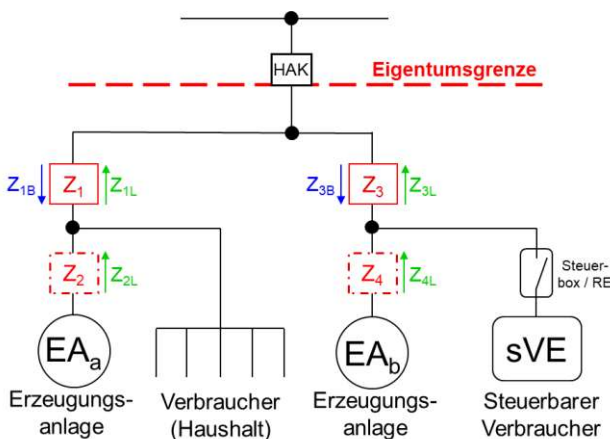 HAK
Eigentumsgrenze
Z1B
Z1
Z1L
Z3B
Z3
Z3L
Z2
Z2L
Z4
Z4L
Steuer-
box / RE
EAa
EAb
sVE
Erzeugungs-
anlage
Verbraucher
(Haushalt)
Erzeugungs-
anlage
Steuerbarer
Verbraucher